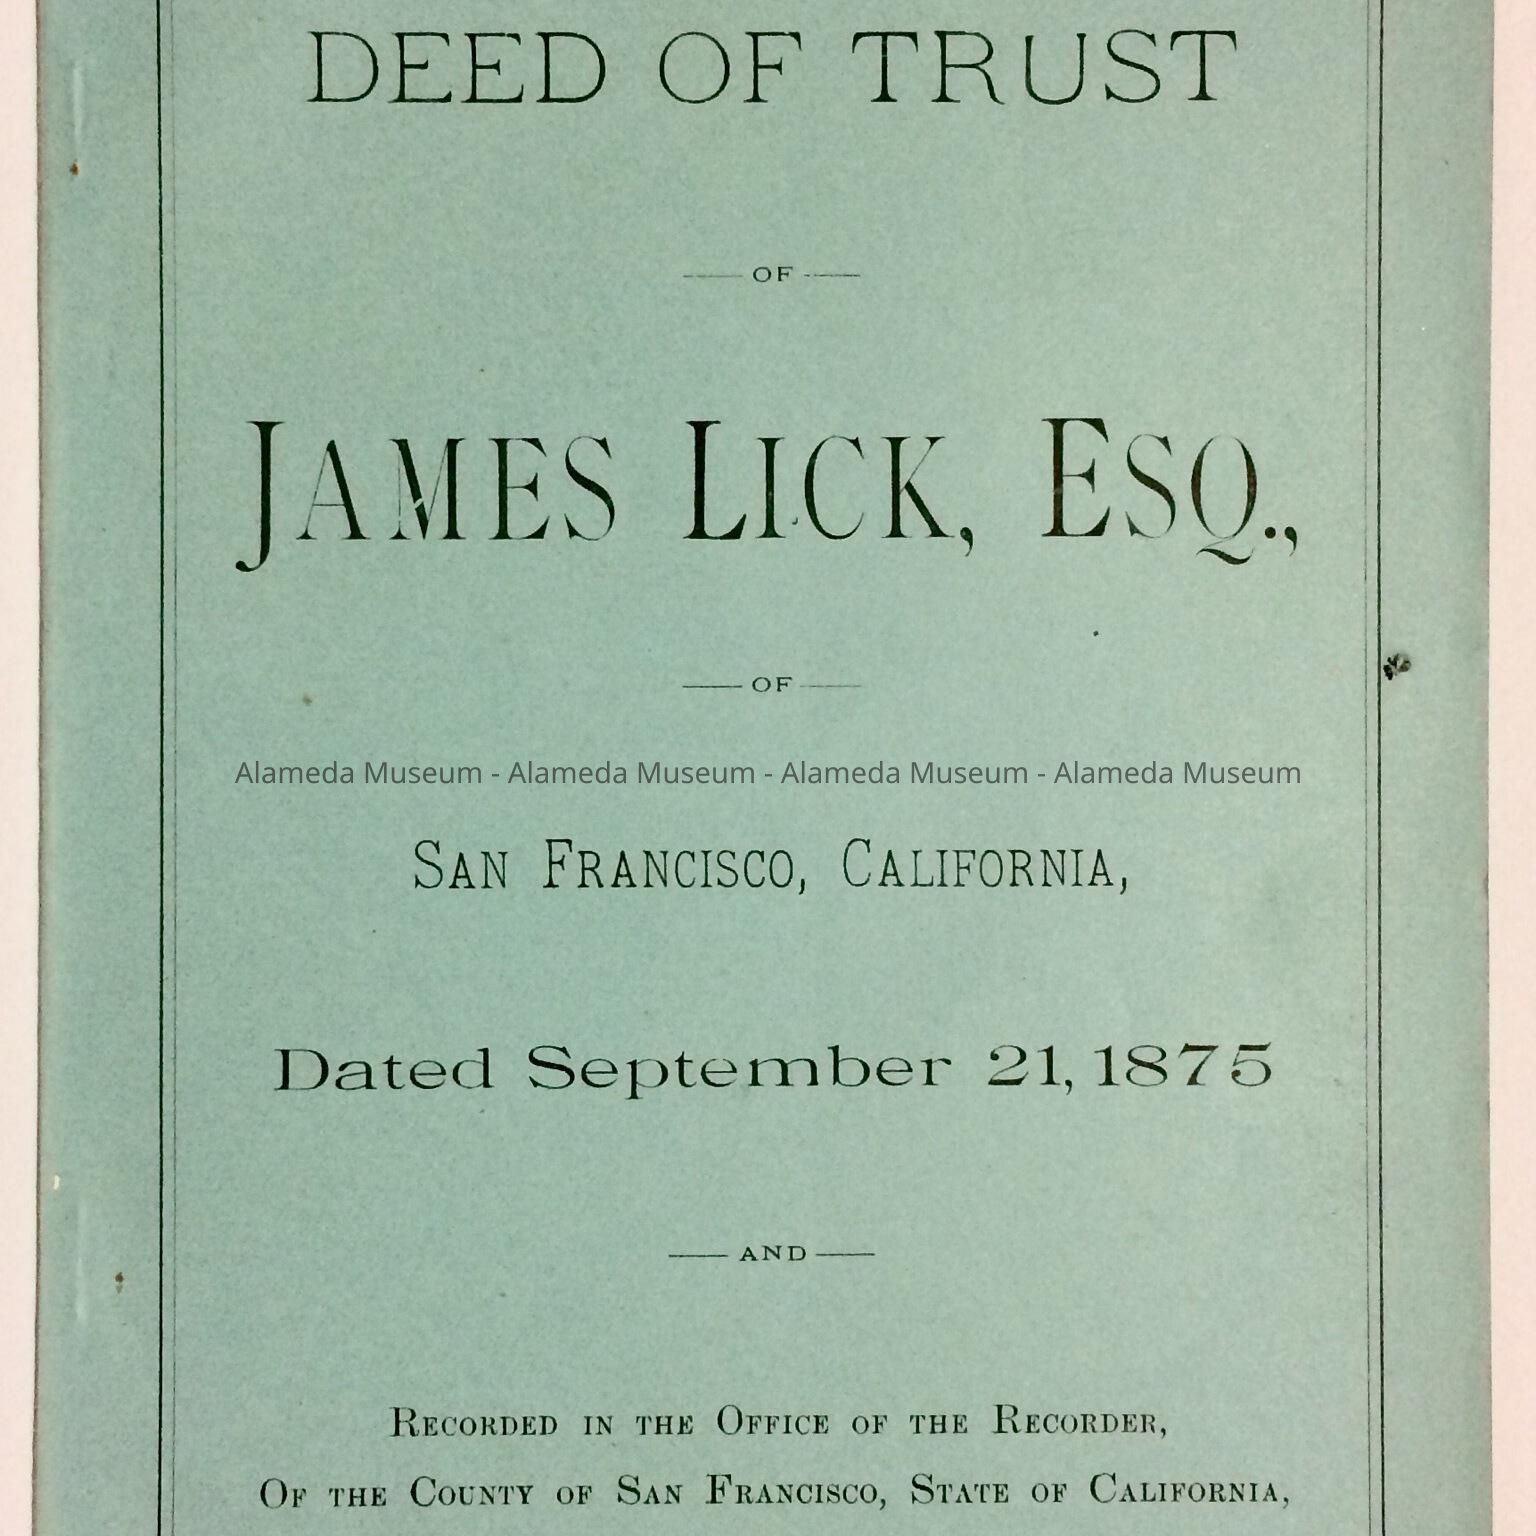 DEED OF TRUST
OF
JAMES LICK, ESQ.,
OF
Alameda Museum - Alameda Museum - Alameda Museum - Alameda Museum
SAN FRANCISCO, CALIFORNIA,
Dated September 21, 1875
AND
RECORDED IN THE OFFICE OF THE RECORDER,
OF THE COUNTY OF SAN FRANCISCO, STATE OF CALIFORNIA,